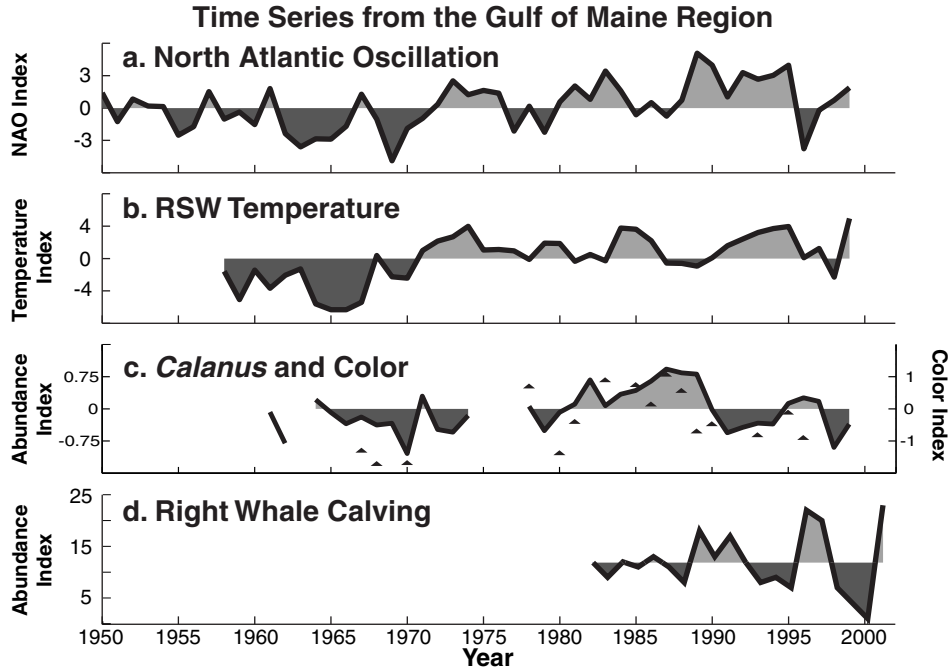 Time Series from the Gulf of Maine Region
a. North Atlantic Oscillation
NAO Index
3
0
-3
b. RSW Temperature
Temperature
Index
4
0
-4
c. Calanus and Color
Abundance
Index
0.75
0
-0.75
Color Index
1
0
-1
d. Right Whale Calving
Abundance
Index
25
15
5
1950 1955 1960 1965 1970 1975 1980 1985 1990 1995 2000
Year